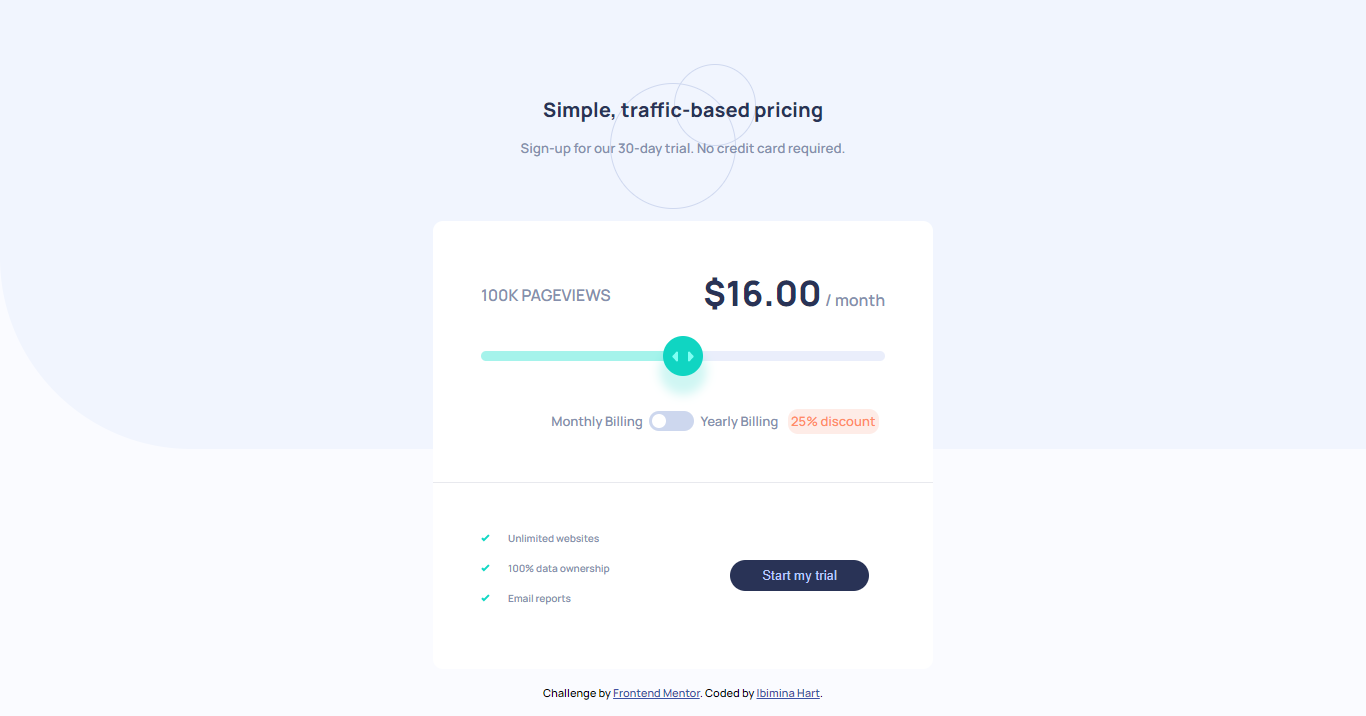 Simple, traffic-based pricing
Sign-up for our 30-day trial. No credit card required.
100K PAGEVIEWS
$16.00 / month
Monthly Billing
Yearly Billing
25% discount
Unlimited websites
100% data ownership
Email reports
Start my trial
Challenge by Frontend Mentor. Coded by Ibimina Hart.